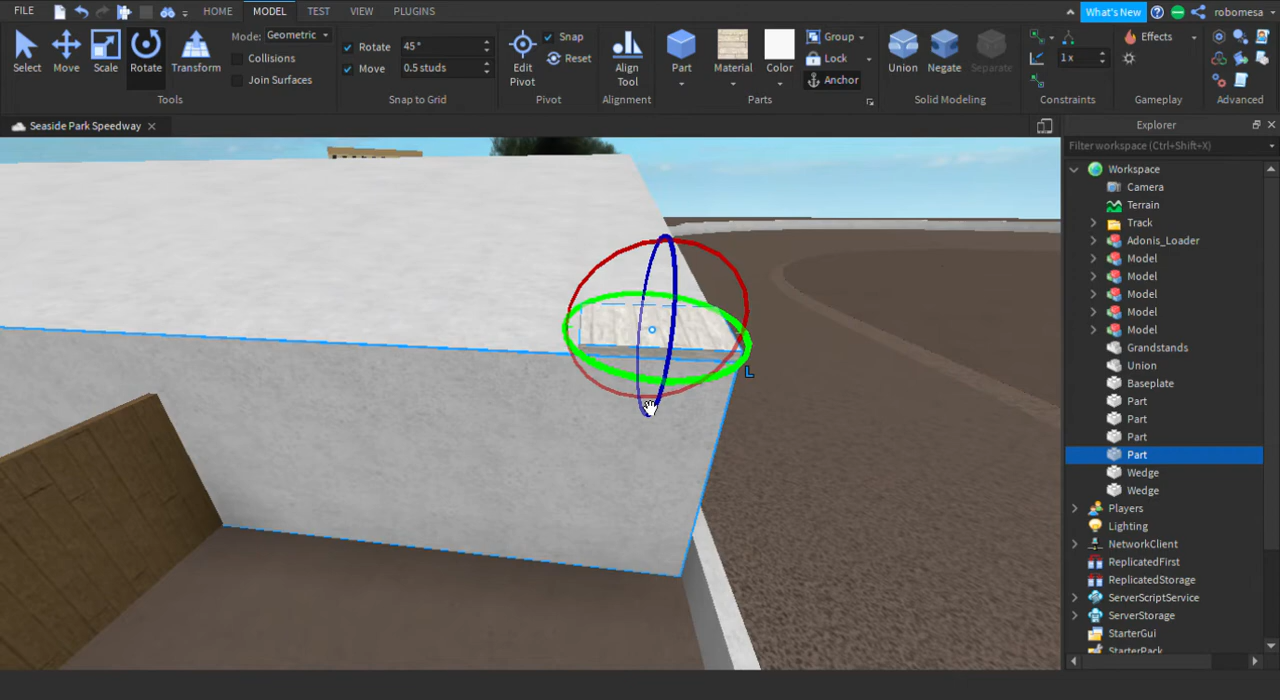 FILE HOME MODEL TEST VIEW PLUGINS What's New robomesa
Select Move Scale Rotate Transform
Mode: Geometric
Collisions
Join Surfaces
Tools
Rotate 45°
Move 0.5 studs
Snap to Grid
Edit Pivot
Snap
Reset
Pivot
Align Tool
Alignment
Part Material Color
Group
Lock
Anchor
Parts
Union Negate Separate
Solid Modeling
1 x
Constraints
Effects
Gameplay
Advanced
Seaside Park Speedway
L
Explorer
Filter workspace (Ctrl+Shift+X)
Workspace
Camera
Terrain
Track
Adonis_Loader
Model
Model
Model
Model
Model
Grandstands
Union
Baseplate
Part
Part
Part
Part
Wedge
Wedge
Players
Lighting
NetworkClient
ReplicatedFirst
ReplicatedStorage
ServerScriptService
ServerStorage
StarterGui
StarterPack